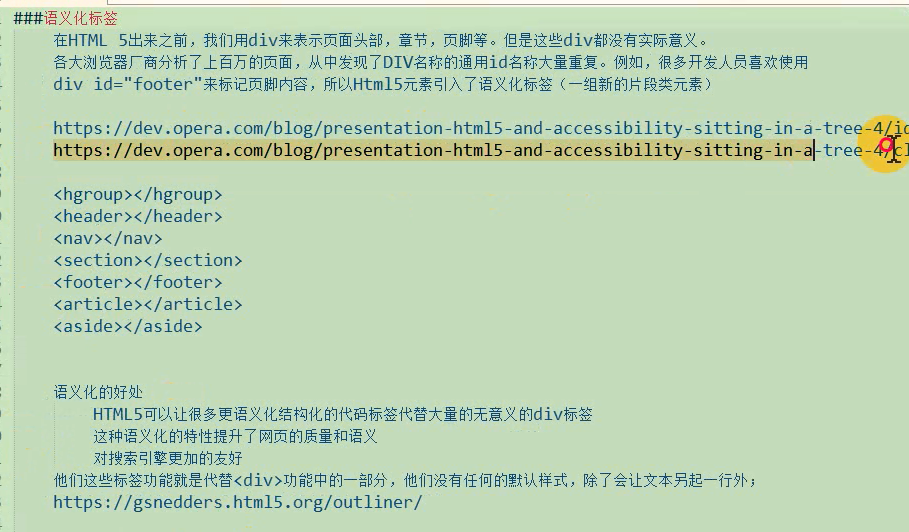 ###语义化标签
在HTML 5出来之前，我们用div来表示页面头部，章节，页脚等。但是这些div都没有实际意义。
各大浏览器厂商分析了上百万的页面，从中发现了DIV名称的通用id名称大量重复。例如，很多开发人员喜欢使用
div id="footer"来标记页脚内容，所以Html5元素引入了语义化标签（一组新的片段类元素）
https://dev.opera.com/blog/presentation-html5-and-accessibility-sitting-in-a-tree-4/id
https://dev.opera.com/blog/presentation-html5-and-accessibility-sitting-in-a-tree-4/cl
<hgroup></hgroup>
<header></header>
<nav></nav>
<section></section>
<footer></footer>
<article></article>
<aside></aside>
语义化的好处
HTML5可以让很多更语义化结构化的代码标签代替大量的无意义的div标签
这种语义化的特性提升了网页的质量和语义
对搜索引擎更加的友好
他们这些标签功能就是代替<div>功能中的一部分，他们没有任何的默认样式，除了会让文本另起一行外；
https://gsnedders.html5.org/outliner/